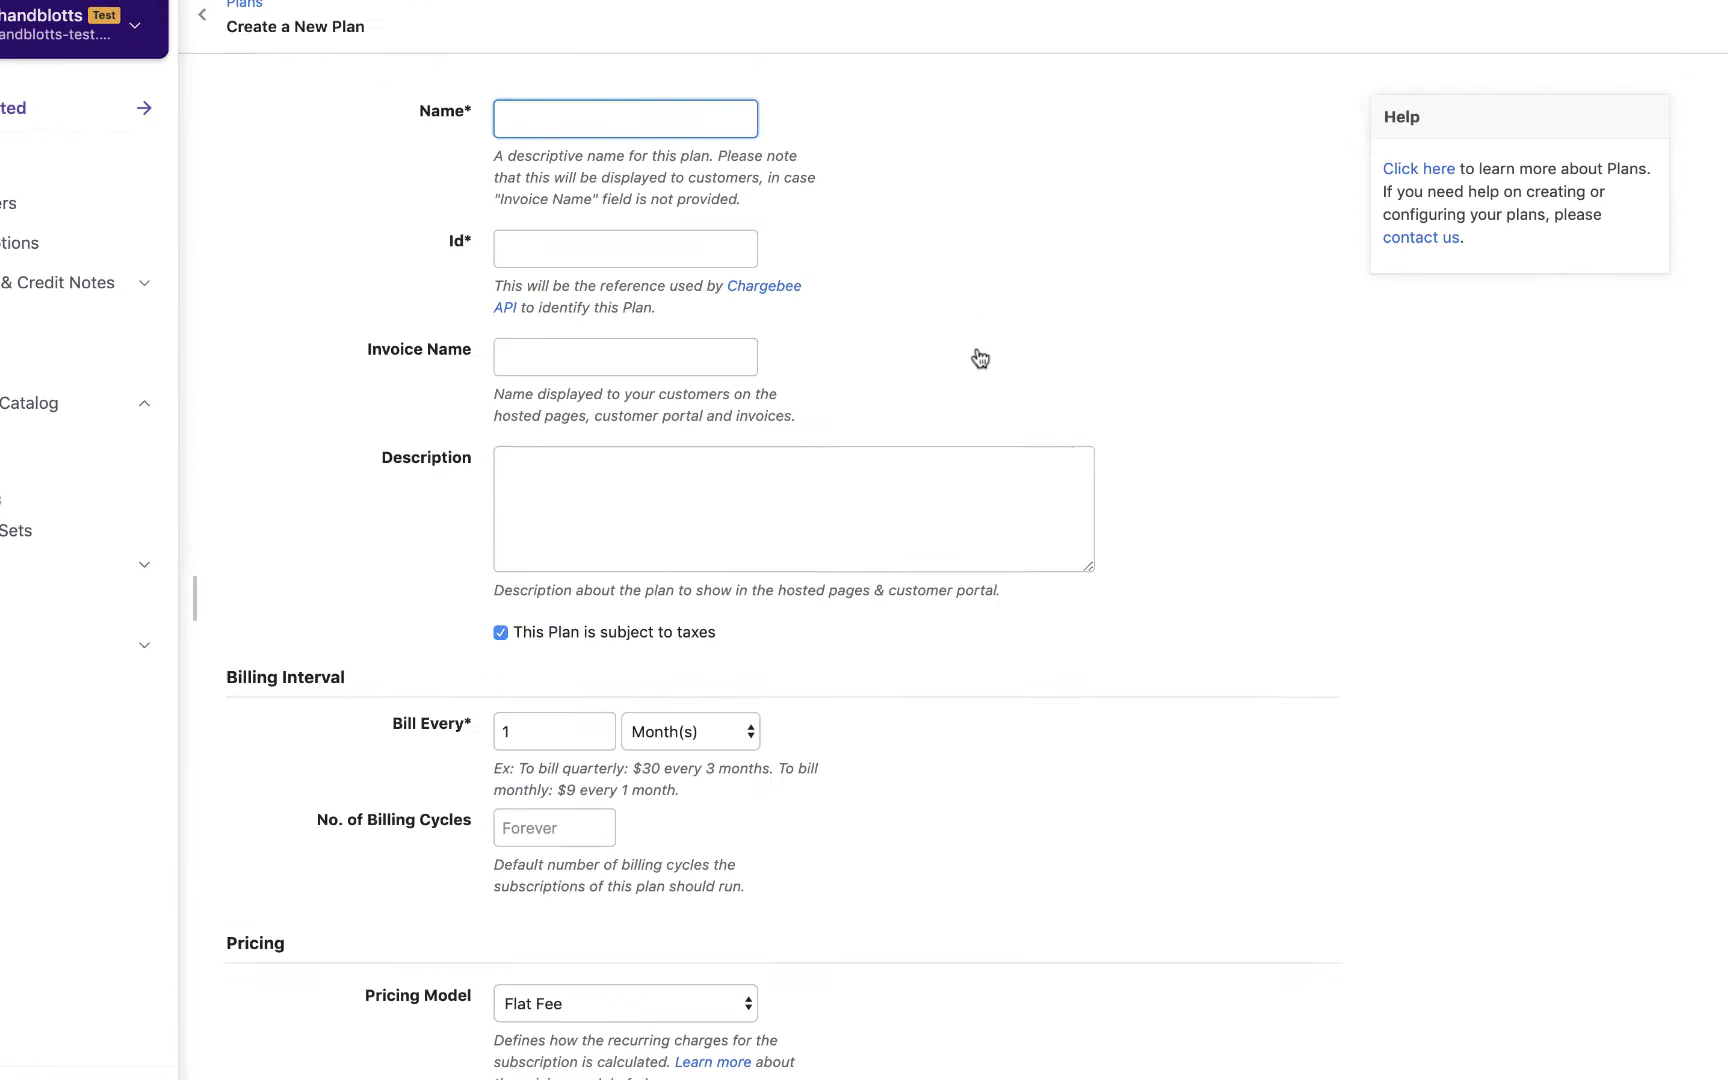 handblotts Test
andblotts-test....
ted
ers
tions
& Credit Notes
Catalog
Sets
Plans
Create a New Plan
Name*
A descriptive name for this plan. Please note
that this will be displayed to customers, in case
"Invoice Name" field is not provided.
Id*
This will be the reference used by Chargebee
API to identify this Plan.
Invoice Name
Name displayed to your customers on the
hosted pages, customer portal and invoices.
Description
Description about the plan to show in the hosted pages & customer portal.
This Plan is subject to taxes
Billing Interval
Bill Every*
1 Month(s)
Ex: To bill quarterly: $30 every 3 months. To bill
monthly: $9 every 1 month.
No. of Billing Cycles
Forever
Default number of billing cycles the
subscriptions of this plan should run.
Pricing
Pricing Model
Flat Fee
Defines how the recurring charges for the
subscription is calculated. Learn more about
Help
Click here to learn more about Plans.
If you need help on creating or
configuring your plans, please
contact us.